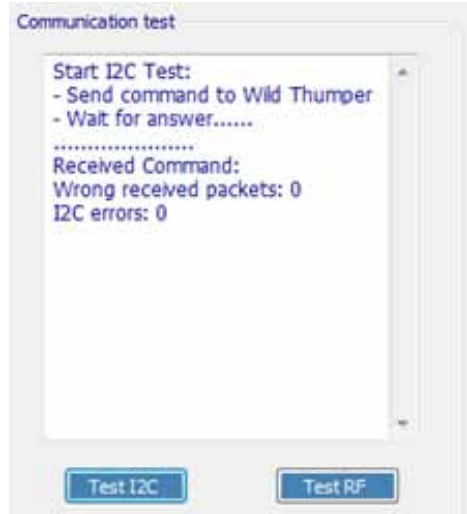 Communication test
Start I2C Test:
- Send command to Wild Thumper
- Wait for answer......
......................
Received Command:
Wrong received packets: 0
I2C errors: 0
Test I2C
Test RF